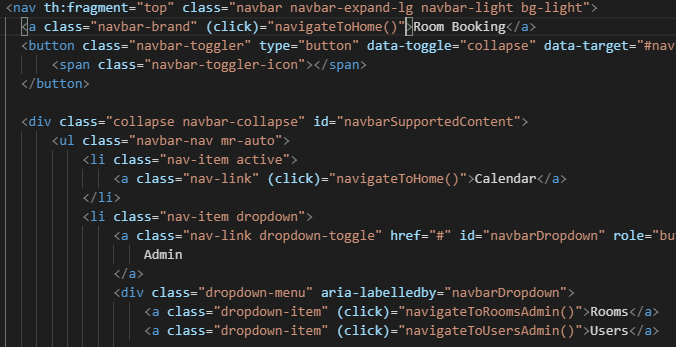 <nav th:fragment="top" class="navbar navbar-expand-lg navbar-light bg-light">
<a class="navbar-brand" (click)="navigateToHome()">Room Booking</a>
<button class="navbar-toggler" type="button" data-toggle="collapse" data-target="#nav
<span class="navbar-toggler-icon"></span>
</button>
<div class="collapse navbar-collapse" id="navbarSupportedContent">
<ul class="navbar-nav mr-auto">
<li class="nav-item active">
<a class="nav-link" (click)="navigateToHome()">Calendar</a>
</li>
<li class="nav-item dropdown">
<a class="nav-link dropdown-toggle" href="#" id="navbarDropdown" role="bu
Admin
</a>
<div class="dropdown-menu" aria-labelledby="navbarDropdown">
<a class="dropdown-item" (click)="navigateToRoomsAdmin()">Rooms</a>
<a class="dropdown-item" (click)="navigateToUsersAdmin()">Users</a>